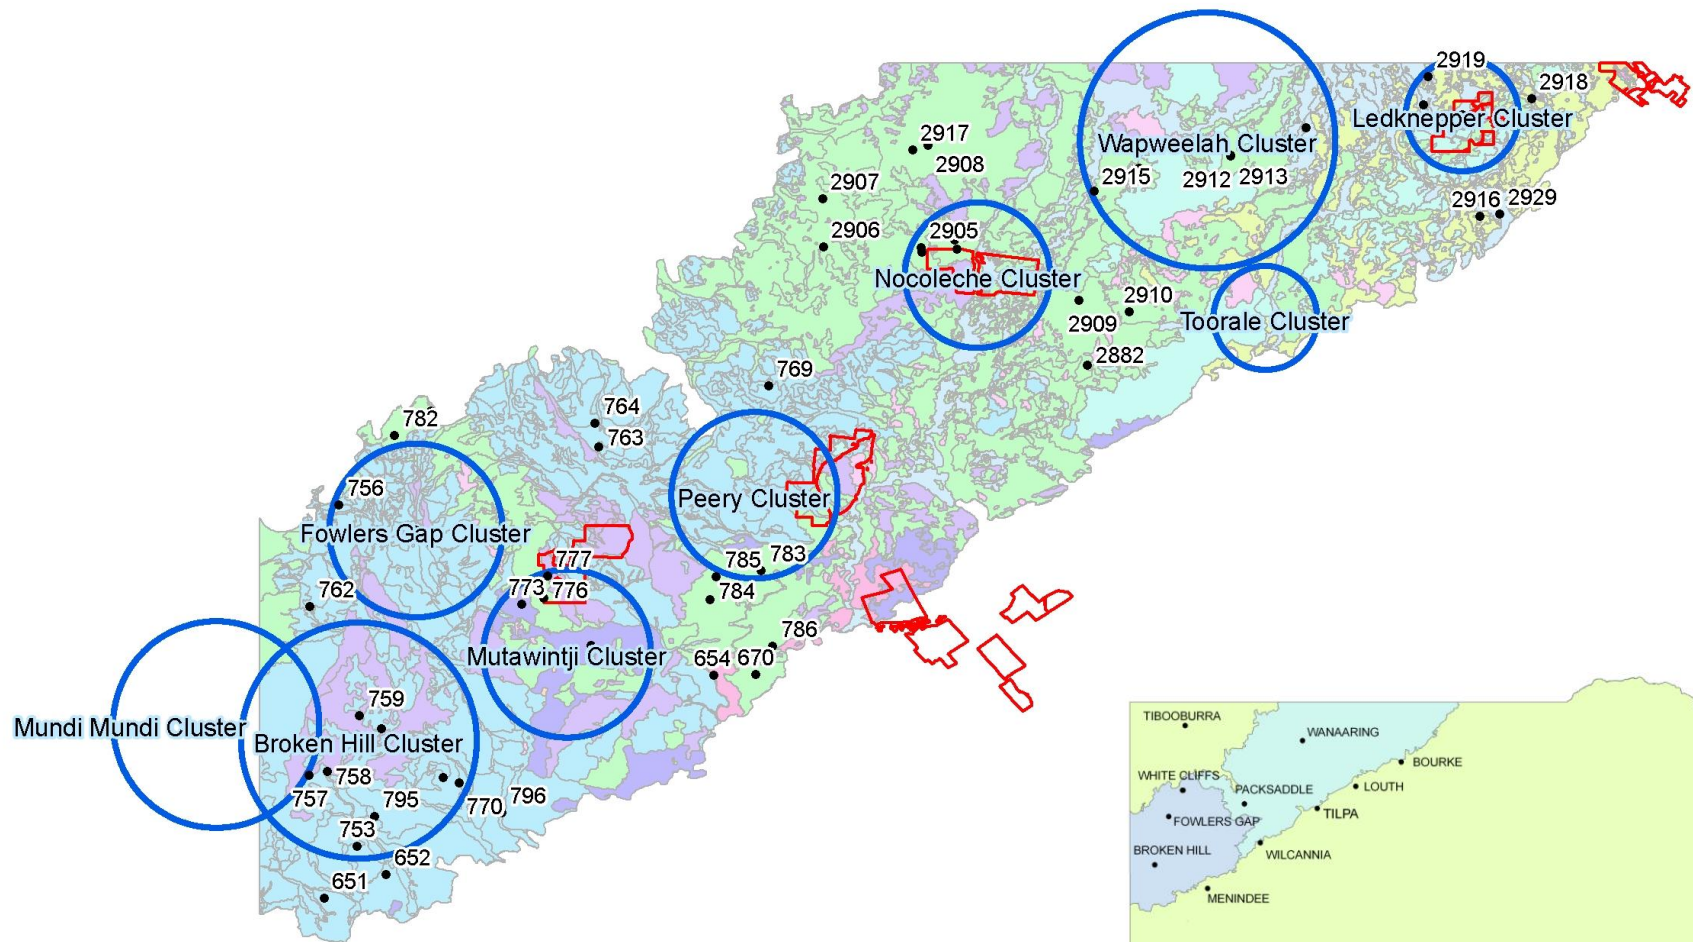 2919
2918
Ledknepper Cluster
2917
2908
Wapweelah Cluster
2915
2912
2913
2907
2916
2929
2906
2905
Nocoleche Cluster
2910
2909
Toorale Cluster
2882
769
764
763
782
756
Peery Cluster
Fowlers Gap Cluster
777
785
783
773
776
784
762
786
Mutawintji Cluster
654
670
759
Mundi Mundi Cluster
Broken Hill Cluster
758
757
795
770
796
753
652
651
TIBOOBURRA
WANAARING
BOURKE
WHITE CLIFFS
PACKSADDLE
LOUTH
FOWLERS GAP
TILPA
BROKEN HILL
WILCANNIA
MENINDEE